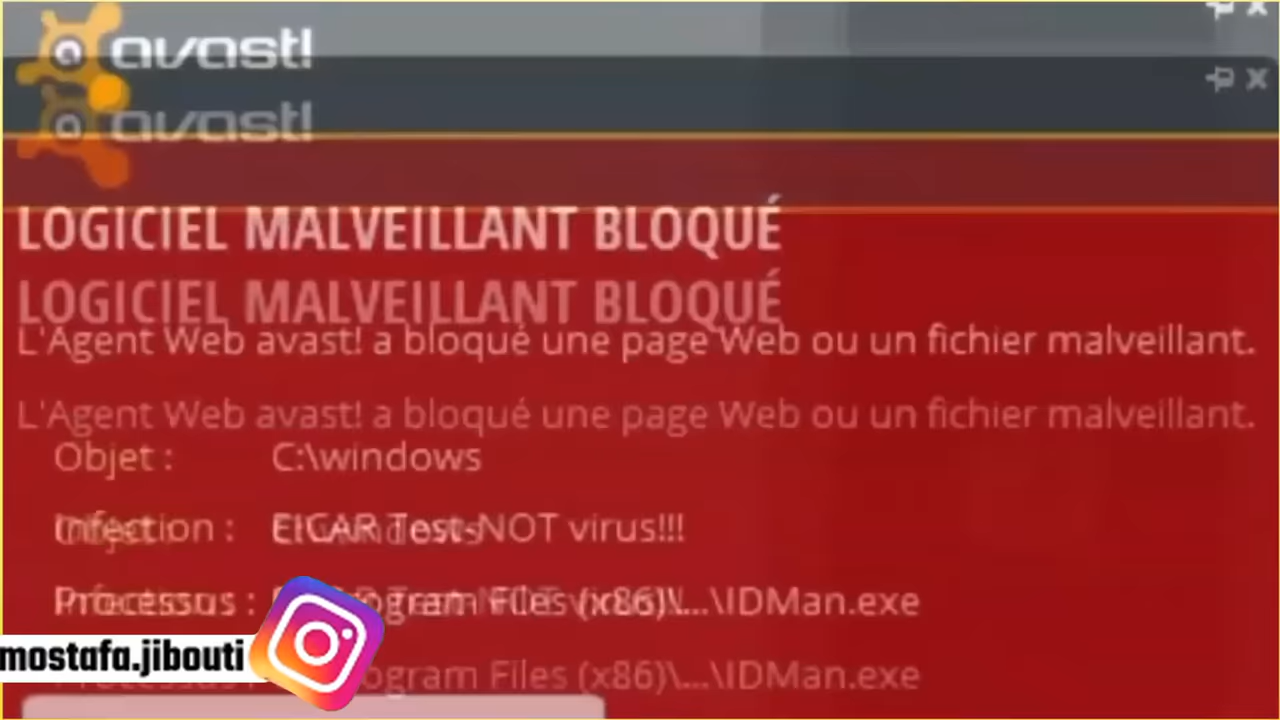 avast!
avast!
LOGICIEL MALVEILLANT BLOQUÉ
LOGICIEL MALVEILLANT BLOQUÉ
L'Agent Web avast! a bloqué une page Web ou un fichier malveillant.
L'Agent Web avast! a bloqué une page Web ou un fichier malveillant.
Objet : C:\windows
Infection : EICAR Test-NOT virus!!!
Processus : Program Files (x86)\...\IDMan.exe
mostafa.jibouti
ogram Files (x86)\...\IDMan.exe